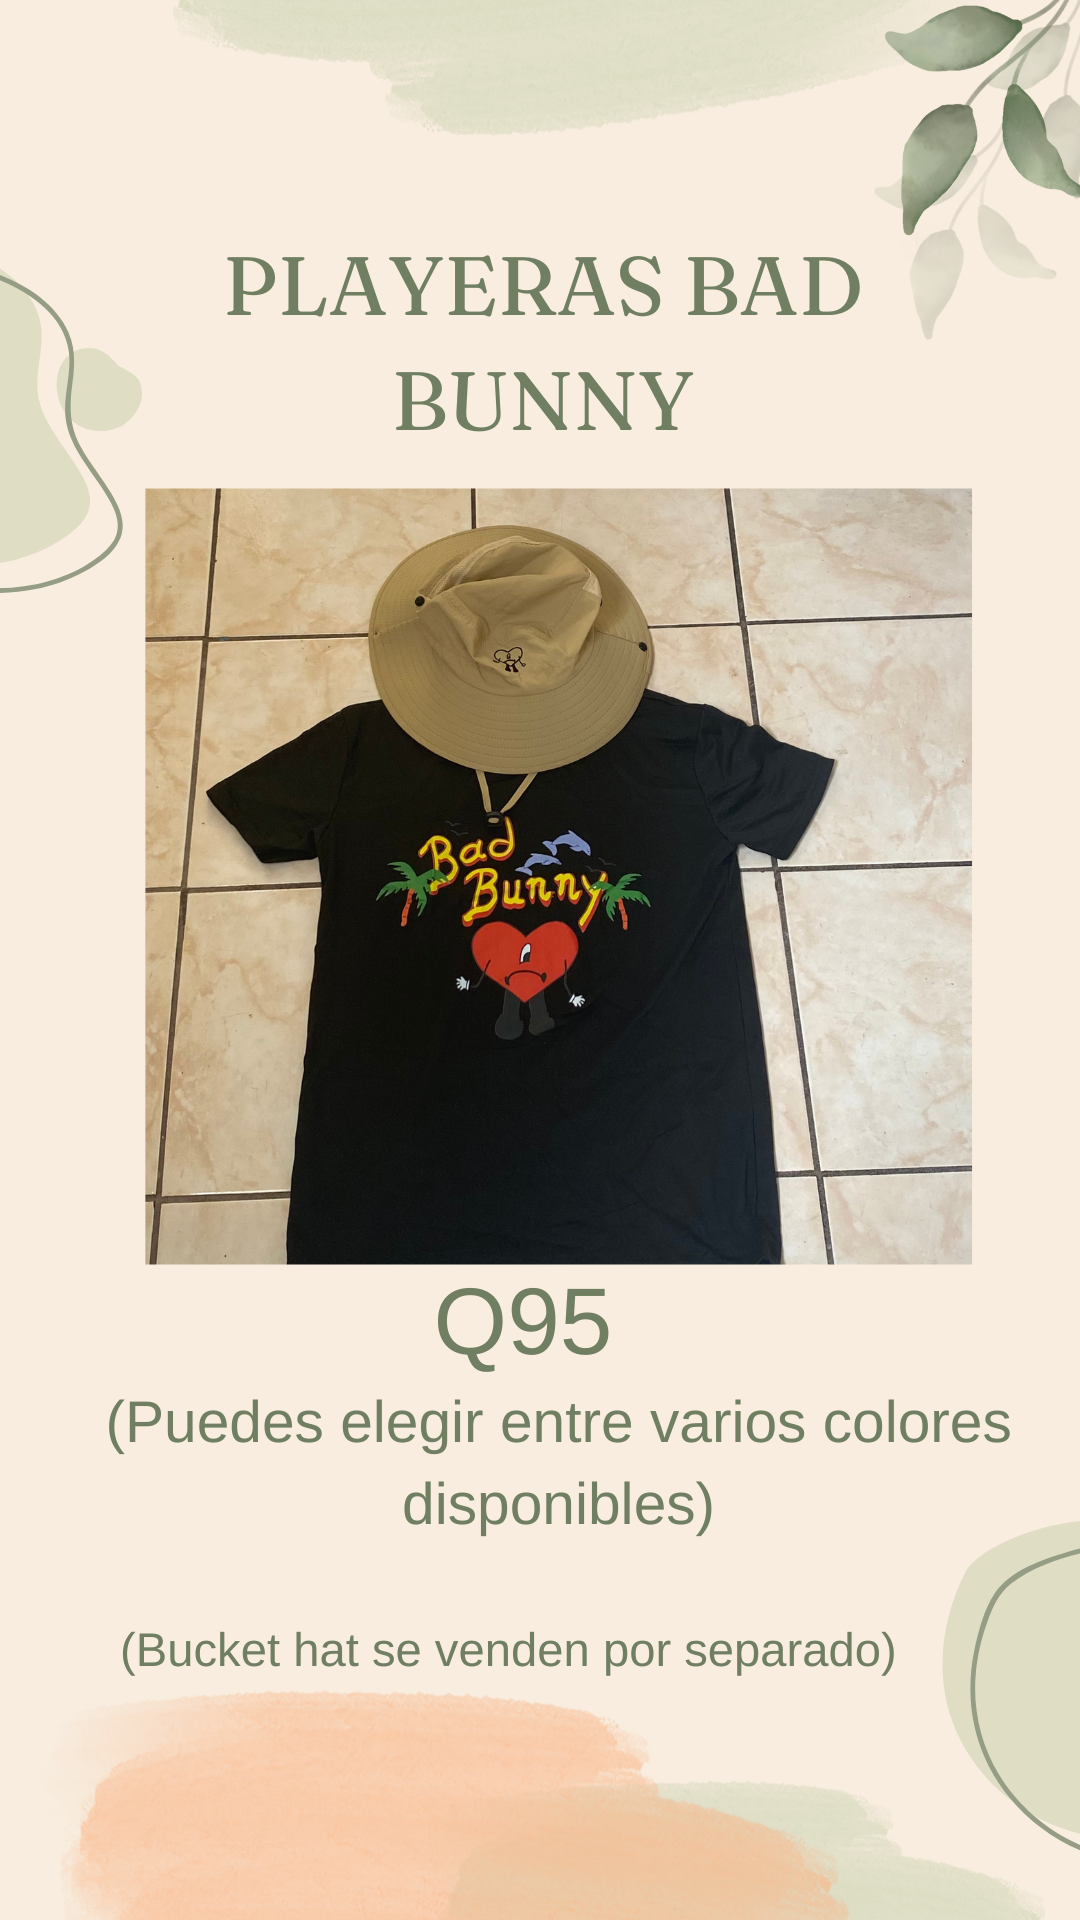 PLAYERAS BAD
BUNNY
Bad
Bunny
Q95
(Puedes elegir entre varios colores
disponibles)
(Bucket hat se venden por separado)